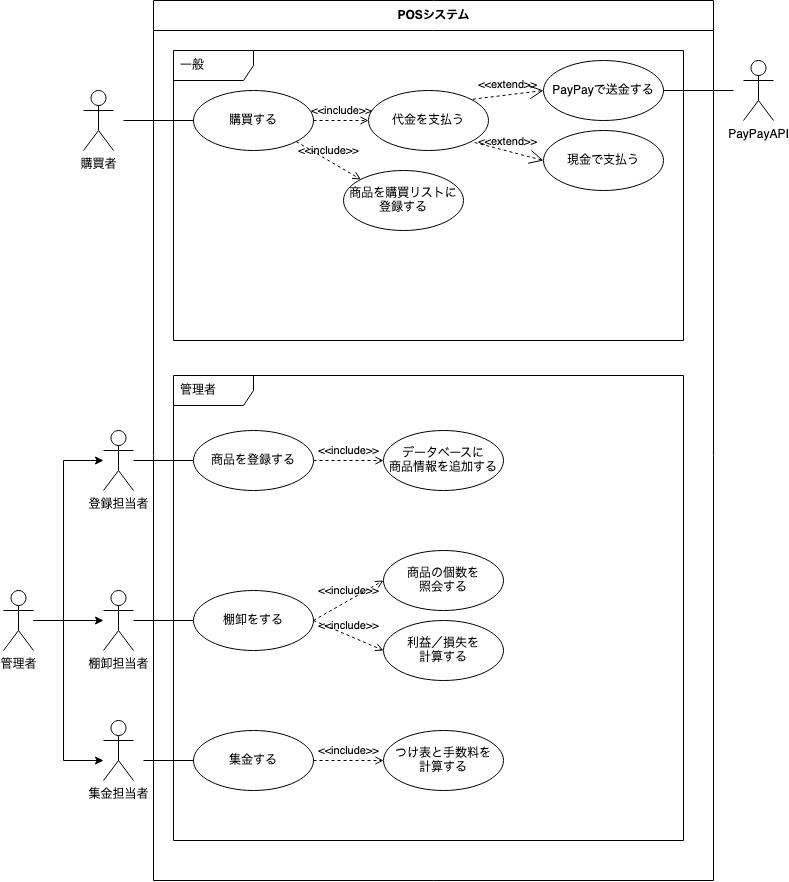 POSシステム
一般
購買者
購買する
<<include>>
代金を支払う
<<extend>>
PayPayで送金する
PayPayAPI
<<extend>>
現金で支払う
<<include>>
商品を購買リストに
登録する
管理者
登録担当者
商品を登録する
<<include>>
データベースに
商品情報を追加する
管理者
棚卸担当者
棚卸をする
<<include>>
商品の個数を
照会する
<<include>>
利益／損失を
計算する
集金担当者
集金する
<<include>>
つけ表と手数料を
計算する